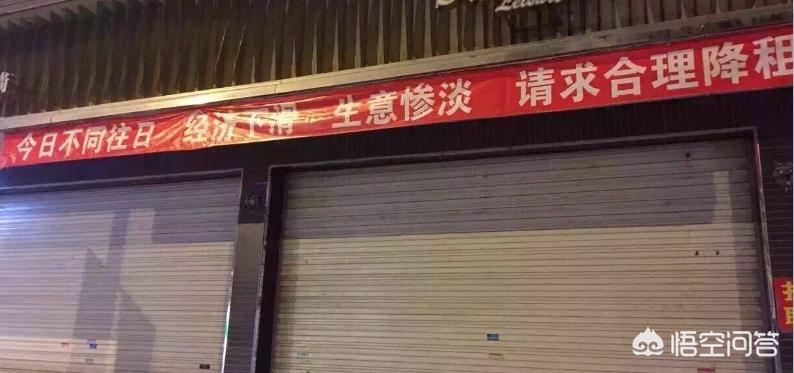 今日不同往日 经济下滑 生意惨淡 请求合理降租
悟空问答